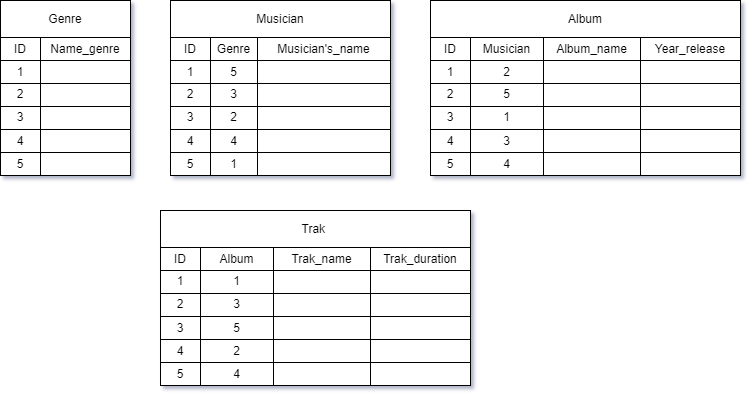 Genre
ID Name_genre
1
2
3
4
5
Musician
ID Genre Musician's_name
1 5
2 3
3 2
4 4
5 1
Album
ID Musician Album_name Year_release
1 2
2 5
3 1
4 3
5 4
Trak
ID Album Trak_name Trak_duration
1 1
2 3
3 5
4 2
5 4